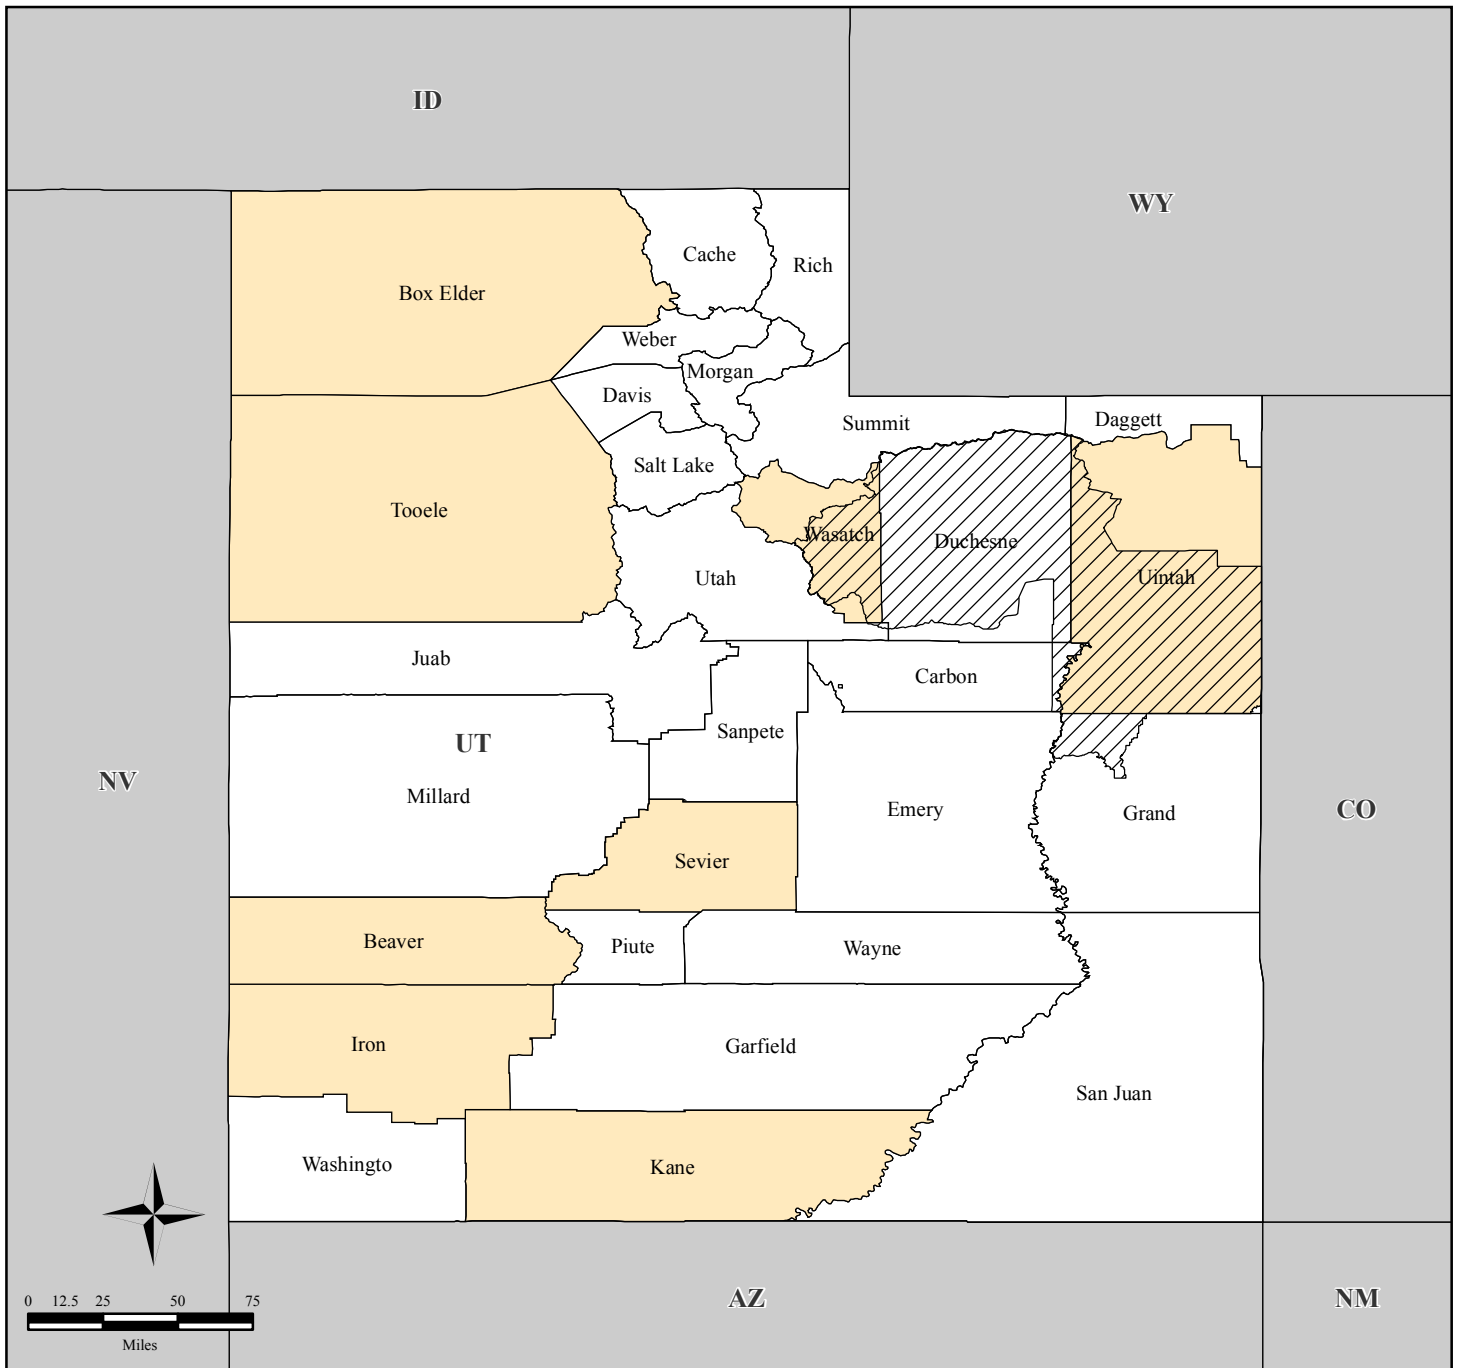 ID
WY
Cache
Rich
Box Elder
Weber
Morgan
Davis
Summit
Daggett
Salt Lake
Tooele
Wasatch
Duchesne
Utah
Uintah
Juab
Carbon
Sanpete
UT
NV
Millard
Emery
Grand
CO
Sevier
Beaver
Piute
Wayne
Iron
Garfield
San Juan
Washingto
Kane
0 12.5 25 50 75
Miles
AZ
NM